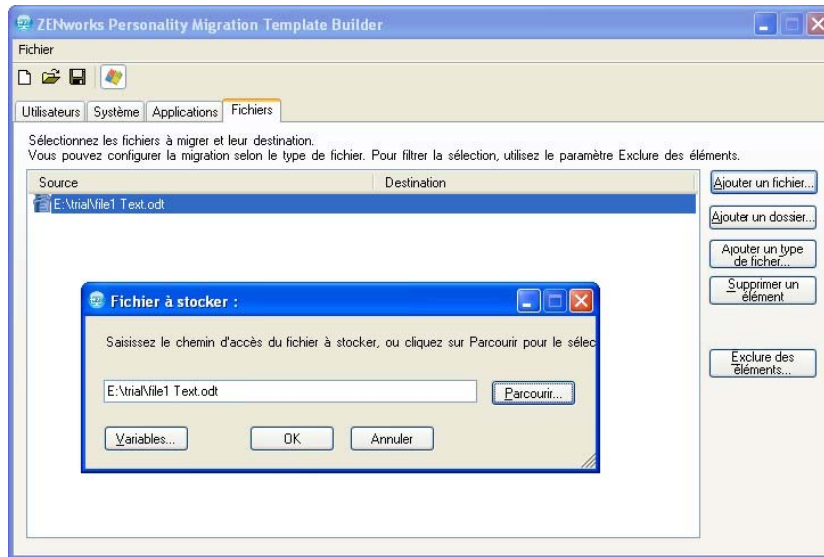 ZENworks Personality Migration Template Builder
Fichier
Utilisateurs Système Applications Fichiers
Sélectionnez les fichiers à migrer et leur destination.
Vous pouvez configurer la migration selon le type de fichier. Pour filtrer la sélection, utilisez le paramètre Exclure des éléments.
Source Destination
E:\trial\file1 Text.odt
Ajouter un fichier...
Ajouter un dossier...
Ajouter un type
de ficher...
Supprimer un
élément
Exclure des
éléments...
Fichier à stocker :
Saisissez le chemin d'accès du fichier à stocker, ou cliquez sur Parcourir pour le sélec
E:\trial\file1 Text.odt
Parcourir...
Variables... OK Annuler